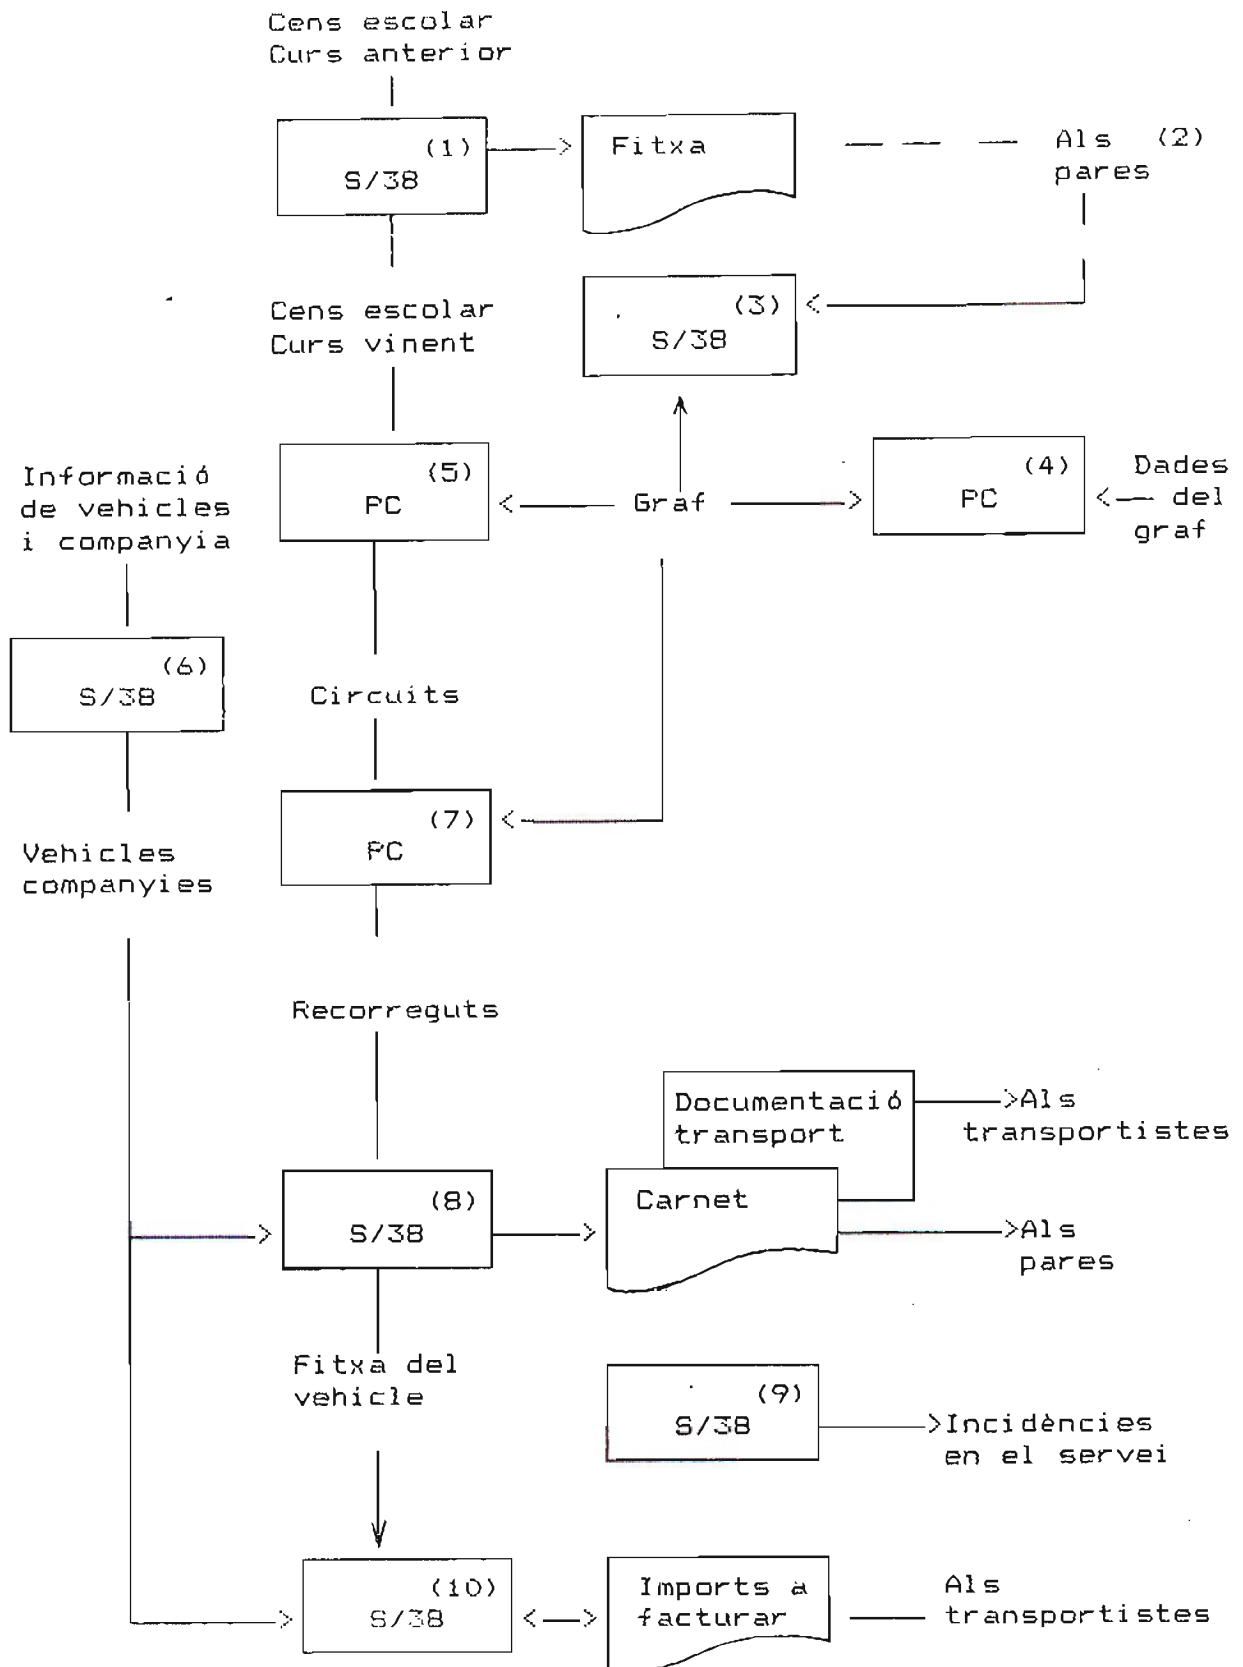 Cens escolar
Curs anterior
(1)
S/38
Fitxa
Als (2)
pares
Cens escolar
Curs vinent
(3)
S/38
Informació
de vehicles
i companyia
(5)
PC
Graf
(4)
PC
Dades
del
graf
(6)
S/38
Circuits
(7)
PC
Vehicles
companyies
Recorreguts
Documentació
transport
Als
transportistes
(8)
S/38
Carnet
Als
pares
Fitxa del
vehicle
(9)
S/38
Incidències
en el servei
(10)
S/38
Imports a
facturar
Als
transportistes